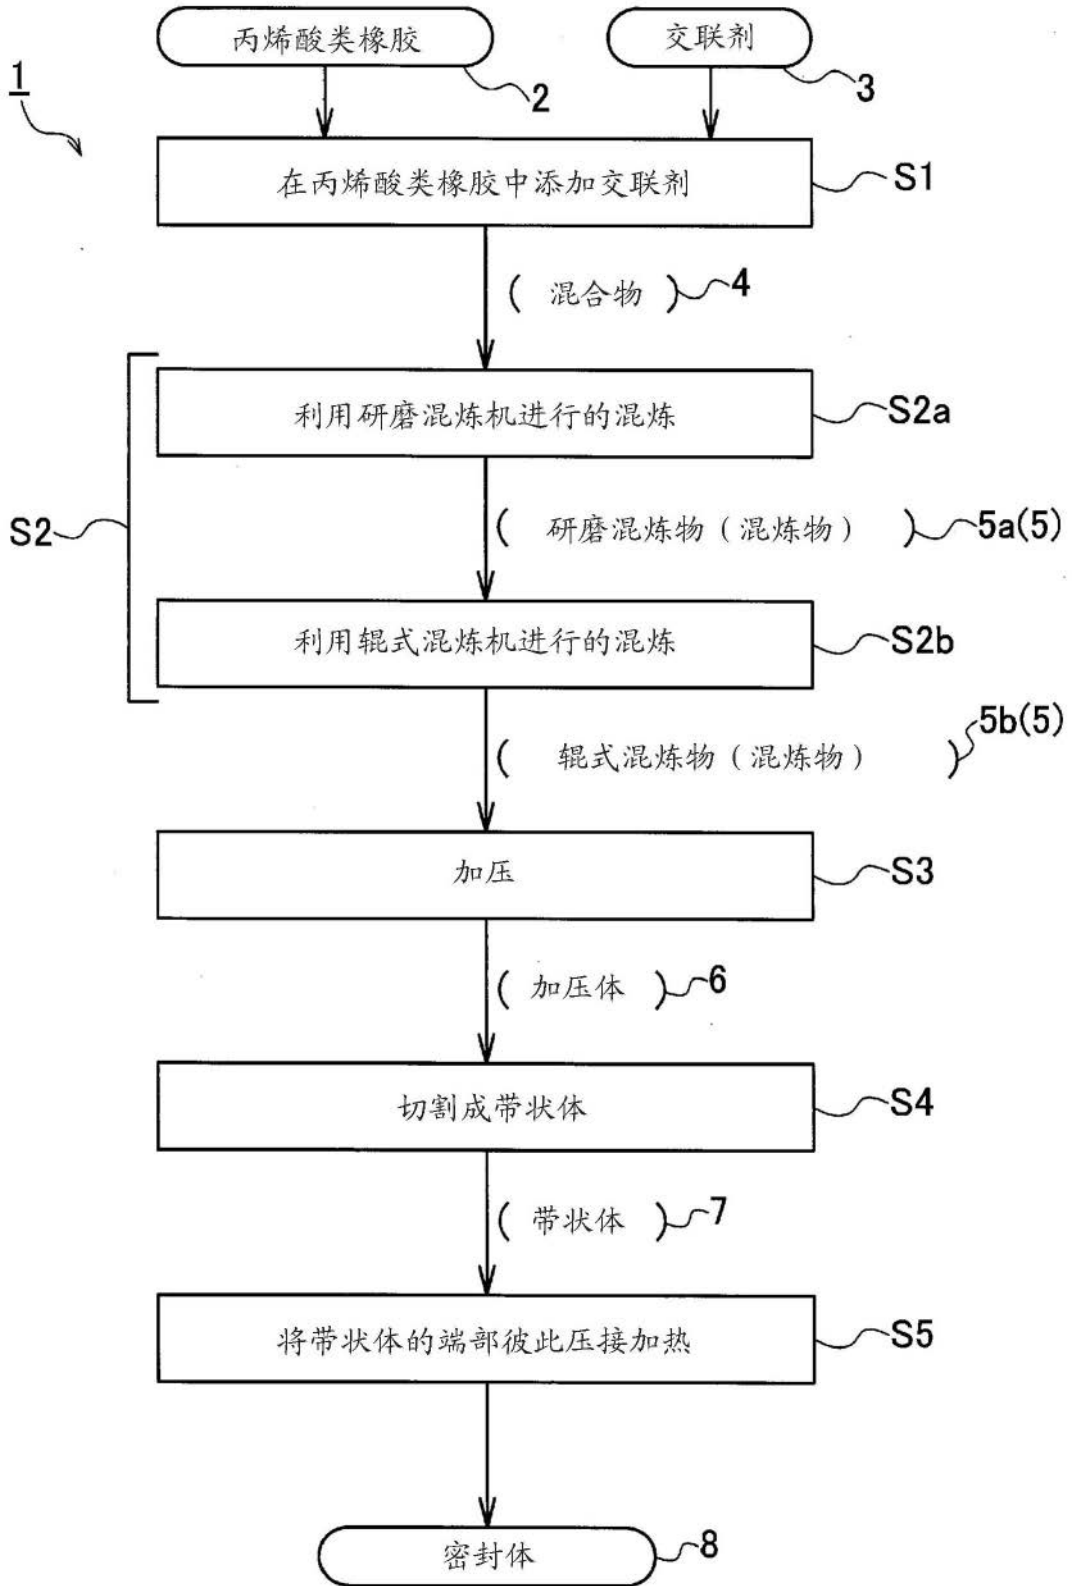 丙烯酸类橡胶
交联剂
2
3
1
在丙烯酸类橡胶中添加交联剂
S1
( 混合物 )
4
利用研磨混炼机进行的混炼
S2a
S2
( 研磨混炼物(混炼物) )
5a(5)
利用辊式混炼机进行的混炼
S2b
( 辊式混炼物(混炼物) )
5b(5)
加压
S3
( 加压体 )
6
切割成带状体
S4
( 带状体 )
7
将带状体的端部彼此压接加热
S5
密封体
8